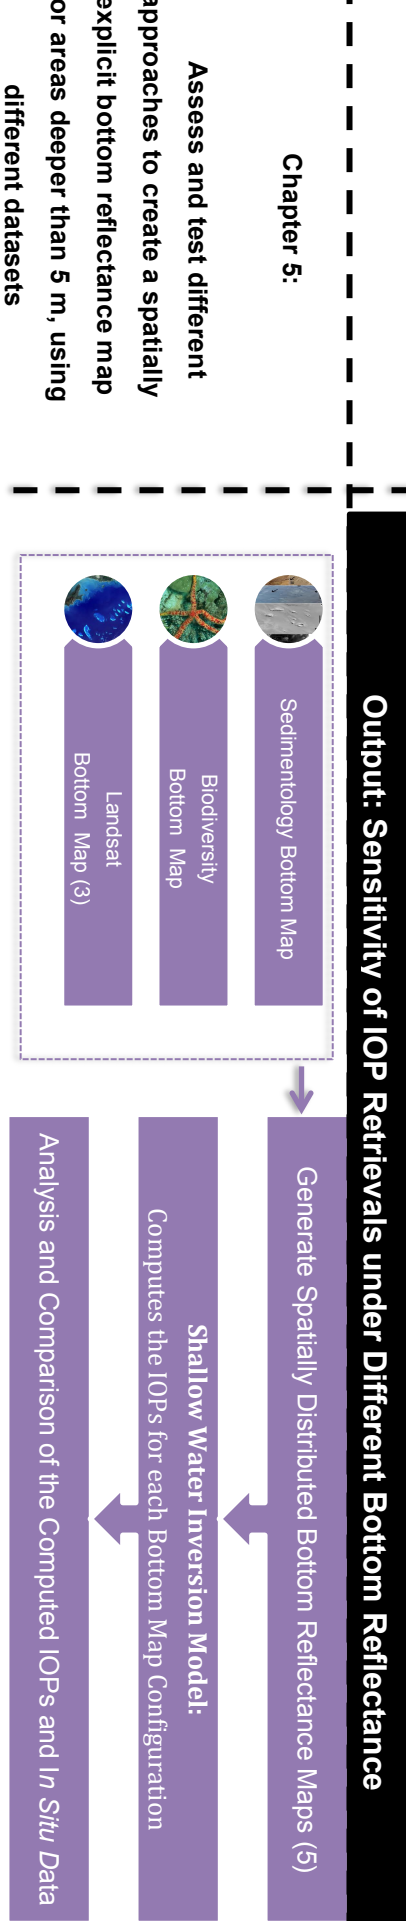 Output: Sensitivity of IOP Retrievals under Different Bottom Reflectance
Chapter 5:
Assess and test different
approaches to create a spatially
explicit bottom reflectance map
or areas deeper than 5 m, using
different datasets
Sedimentology Bottom Map
Biodiversity
Bottom Map
Landsat
Bottom Map (3)
Generate Spatially Distributed Bottom Reflectance Maps (5)
Shallow Water Inversion Model:
Computes the IOPs for each Bottom Map Configuration
Analysis and Comparison of the Computed IOPs and In Situ Data